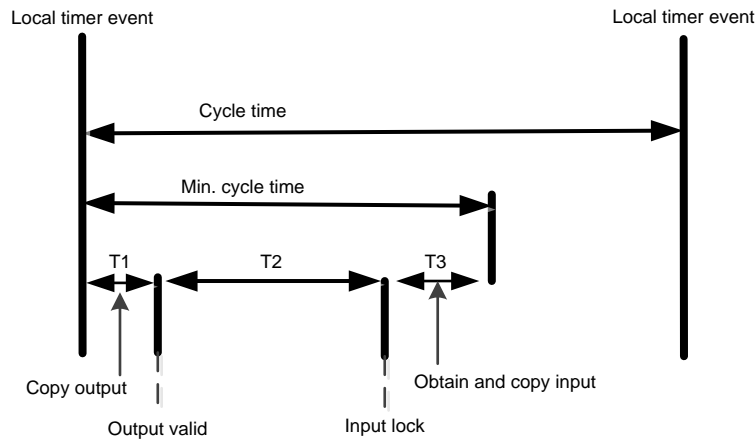 Local timer event
Local timer event
Cycle time
Min. cycle time
T1
T2
T3
Copy output
Obtain and copy input
Output valid
Input lock